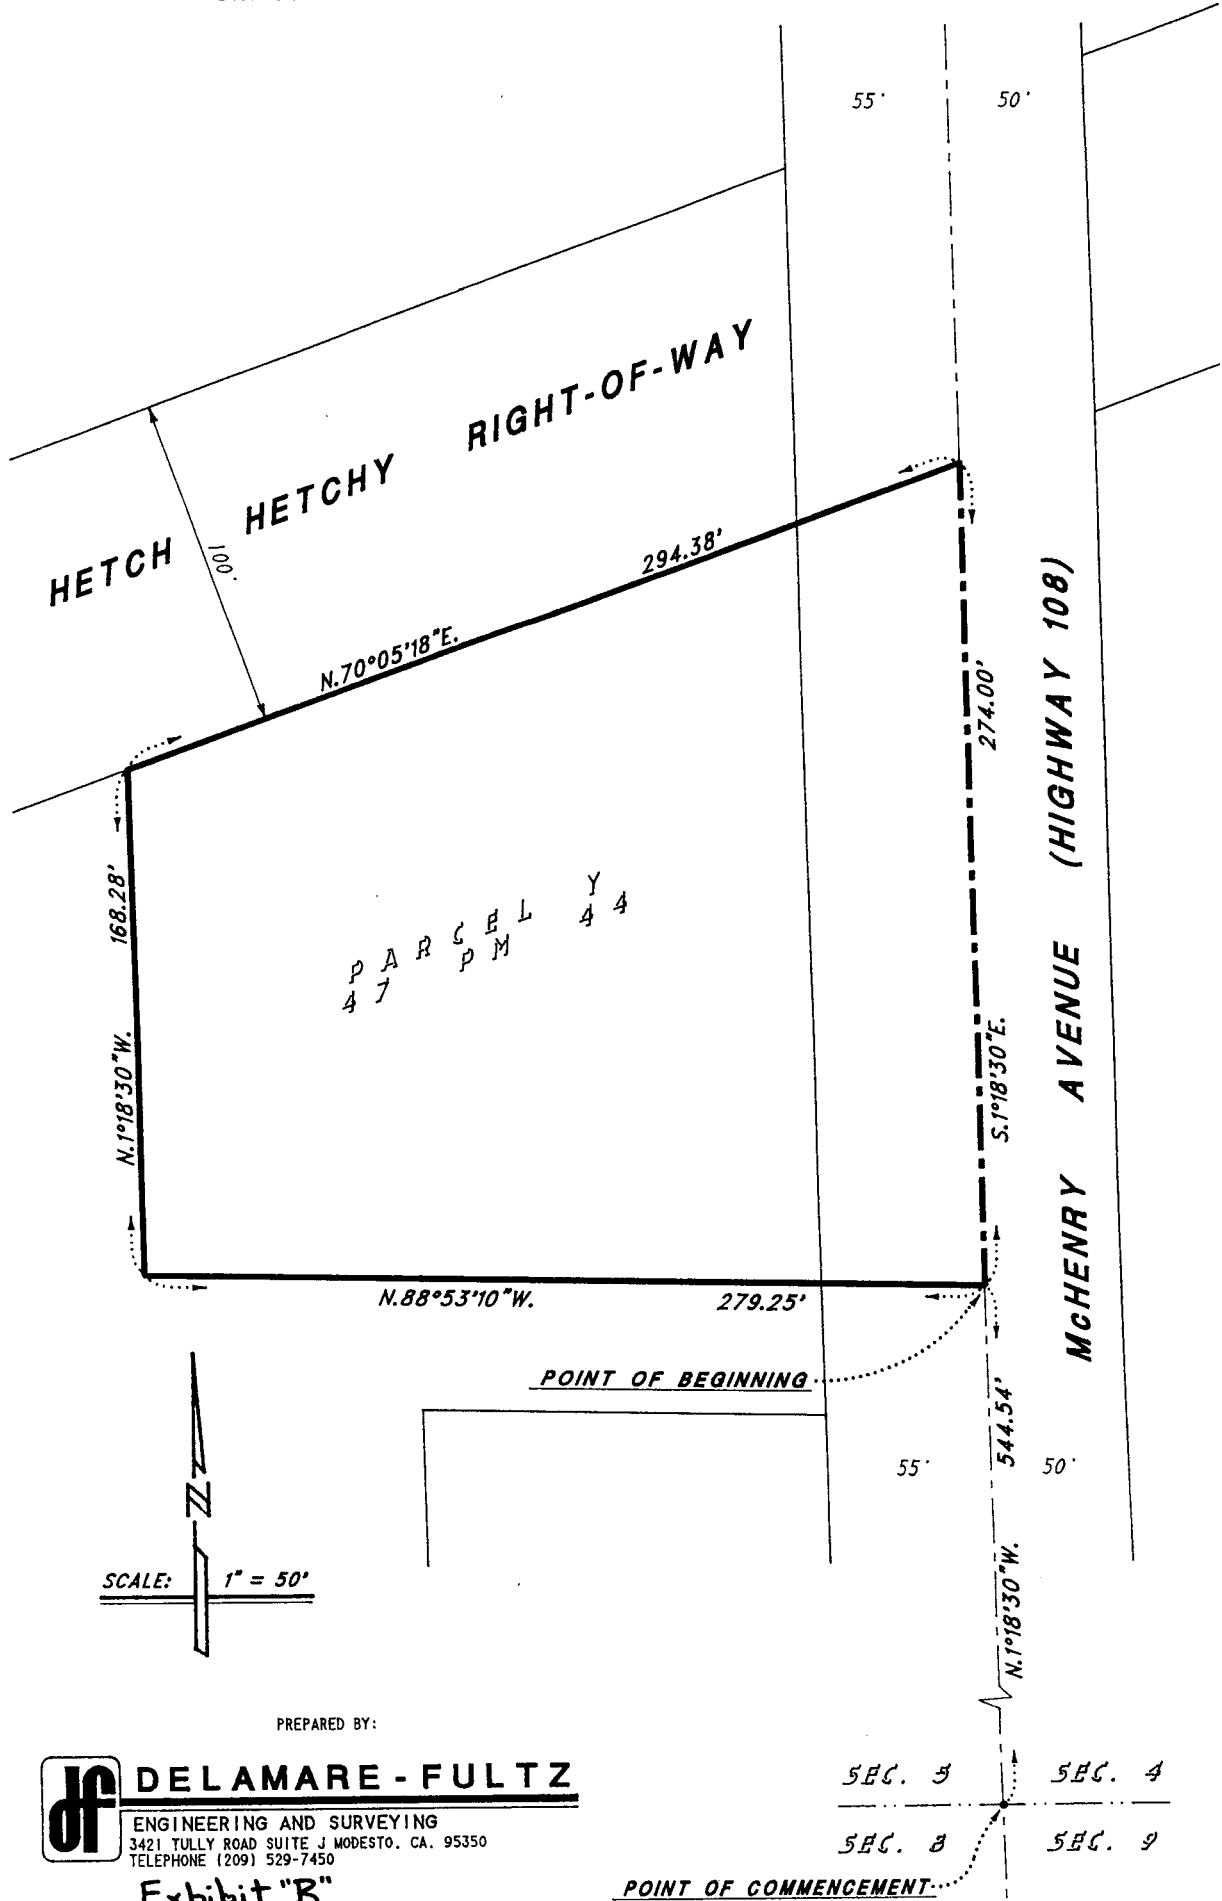 55' 50'
HETCH HETCHY RIGHT-OF-WAY
100'
294.38'
N.70°05'18"E.
274.00'
S.1°18'30"E.
McHENRY AVENUE (HIGHWAY 108)
168.28'
N.1°18'30"W.
PARCEL Y
47 PM 44
N.88°53'10"W. 279.25'
POINT OF BEGINNING
544.54'
N.1°18'30"W.
55' 50'
N
SCALE: 1" = 50'
PREPARED BY:
df
DELAMARE-FULTZ
ENGINEERING AND SURVEYING
3421 TULLY ROAD SUITE J MODESTO. CA. 95350
TELEPHONE (209) 529-7450
Exhibit "B"
SEC. 5 SEC. 4
SEC. 8 SEC. 9
POINT OF COMMENCEMENT